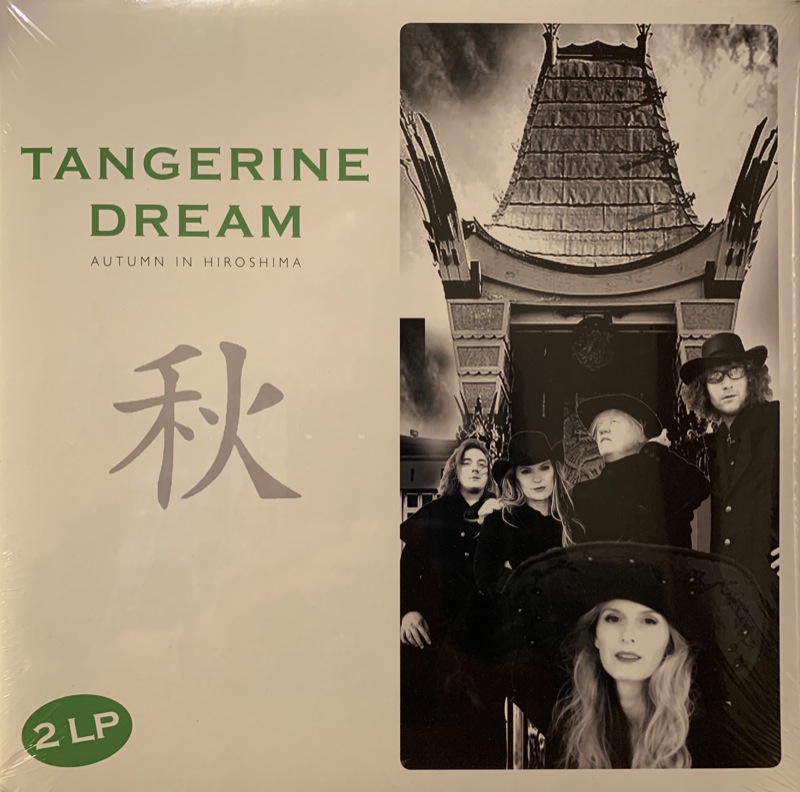 TANGERINE
DREAM
AUTUMN IN HIROSHIMA
秋
2 LP